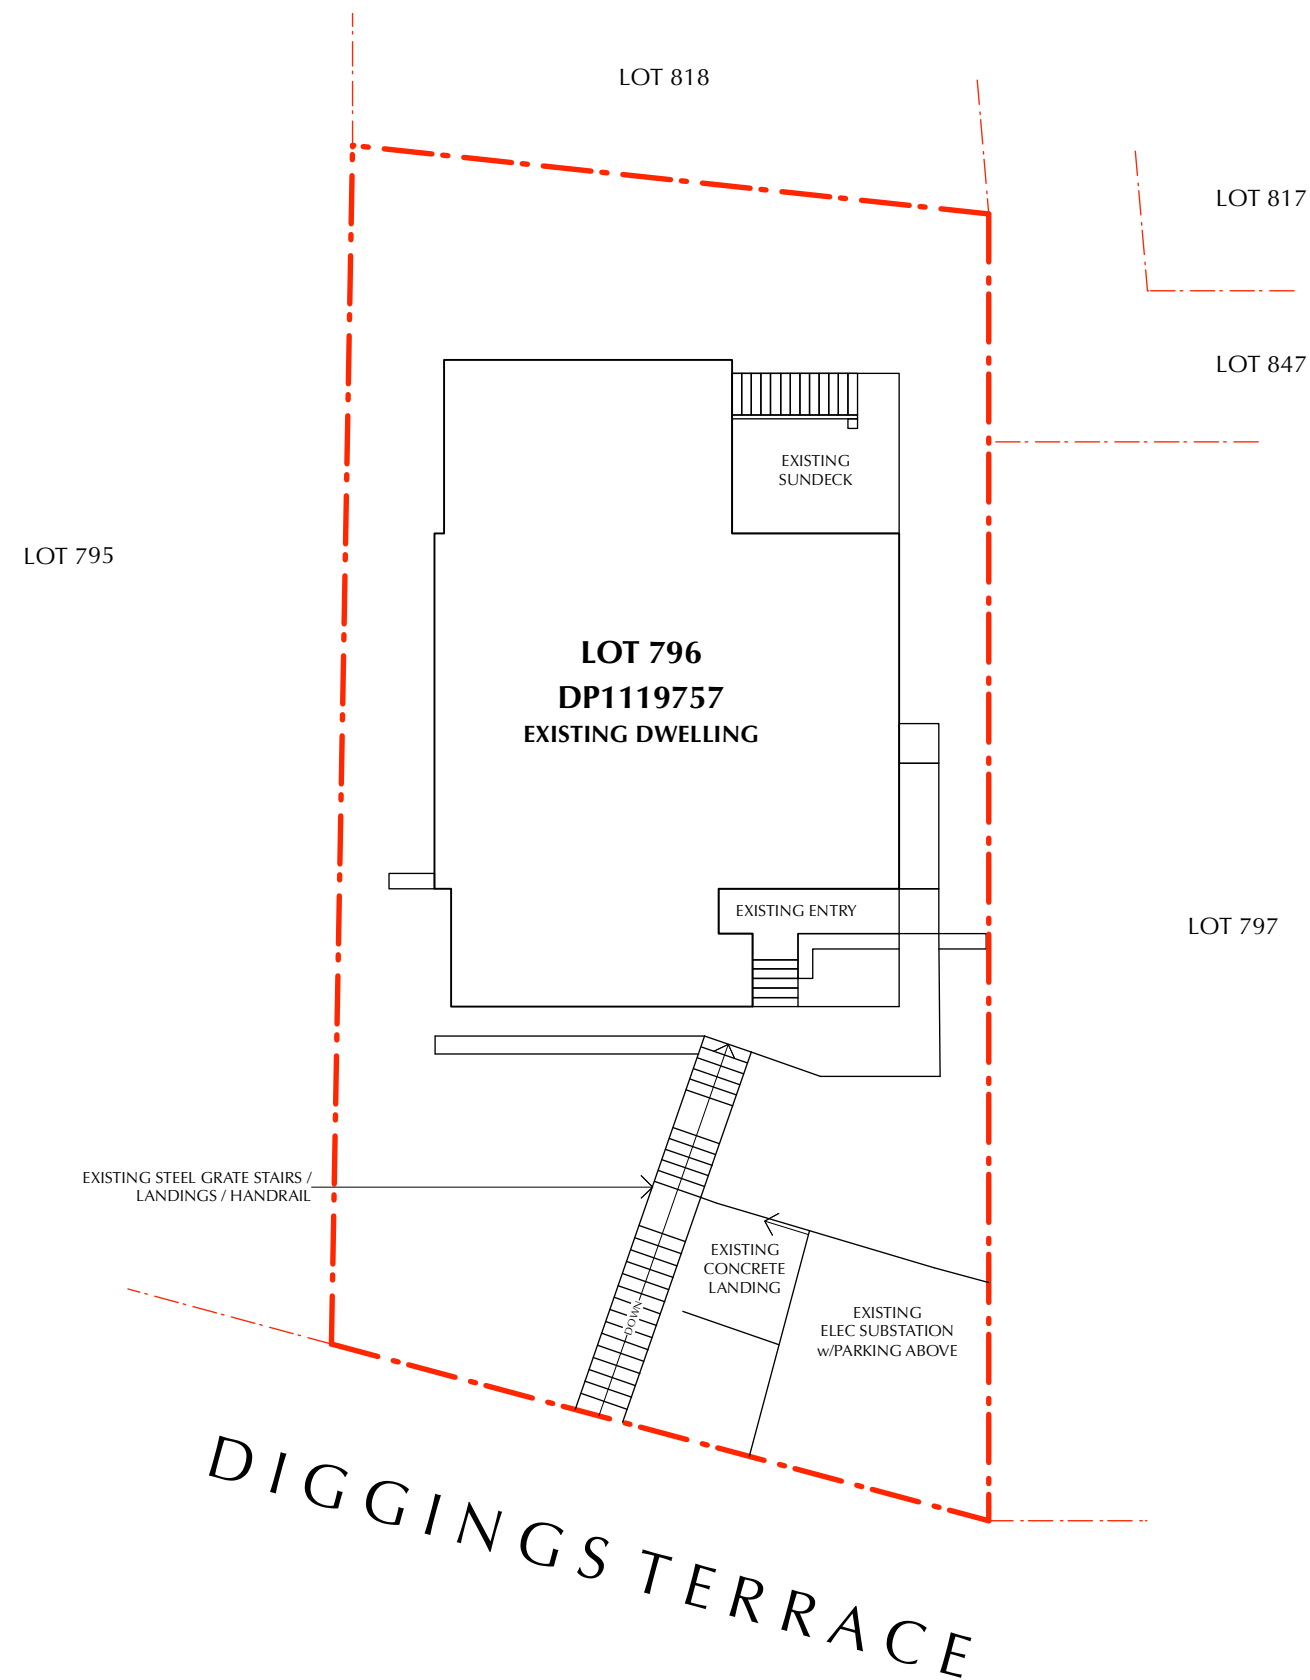 LOT 818
LOT 817
LOT 847
EXISTING
SUNDECK
LOT 795
LOT 796
DP1119757
EXISTING DWELLING
EXISTING ENTRY
LOT 797
EXISTING STEEL GRATE STAIRS /
LANDINGS / HANDRAIL
EXISTING
CONCRETE
LANDING
DOWN
EXISTING
ELEC SUBSTATION
w/PARKING ABOVE
DIGGINGS TERRACE